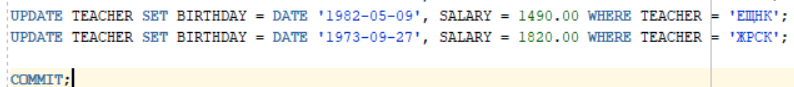 UPDATE TEACHER SET BIRTHDAY = DATE '1982-05-09', SALARY = 1490.00 WHERE TEACHER = 'ЕЩНК';
UPDATE TEACHER SET BIRTHDAY = DATE '1973-09-27', SALARY = 1820.00 WHERE TEACHER = 'ЖРСК';
COMMIT;